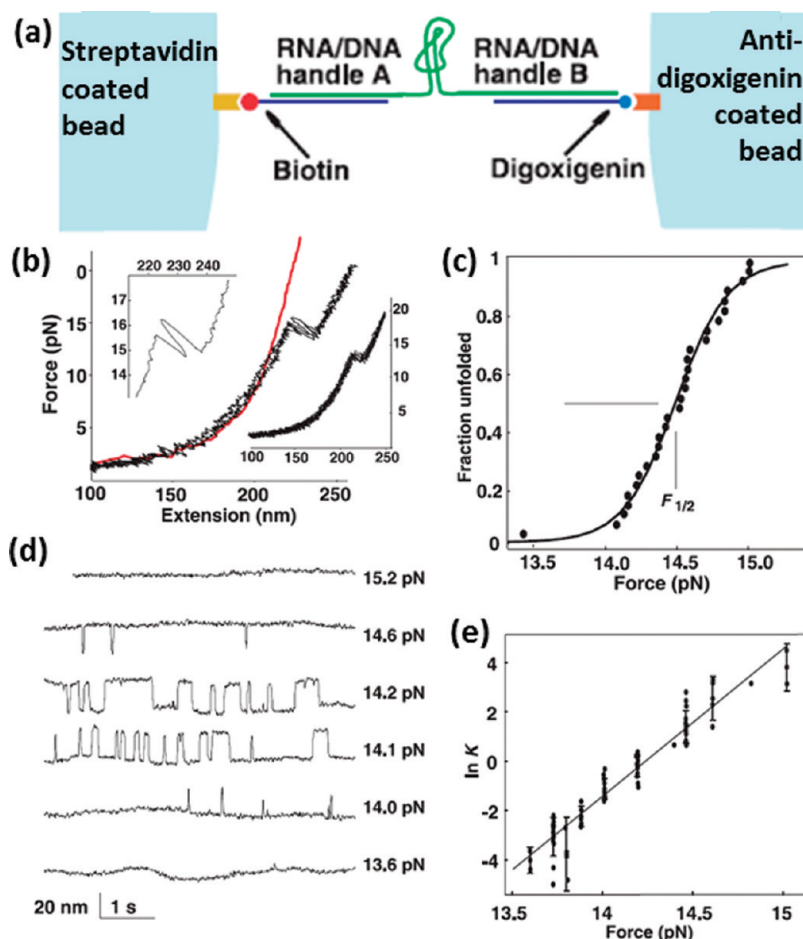 (a)
Streptavidin
coated
bead
RNA/DNA
handle A
RNA/DNA
handle B
Anti-
digoxigenin
coated
bead
Biotin
Digoxigenin
(b)
Force (pN)
0
15
10
5
100 150 200 250
Extension (nm)
220 230 240
17
16
15
14
20
15
10
5
100 150 200 250
(c)
Fraction unfolded
1
0.8
0.6
0.4
0.2
0
F1/2
13.5 14.0 14.5 15.0
Force (pN)
(d)
15.2 pN
14.6 pN
14.2 pN
14.1 pN
14.0 pN
13.6 pN
20 nm 1 s
(e)
ln K
4
2
0
-2
-4
13.5 14 14.5 15
Force (pN)